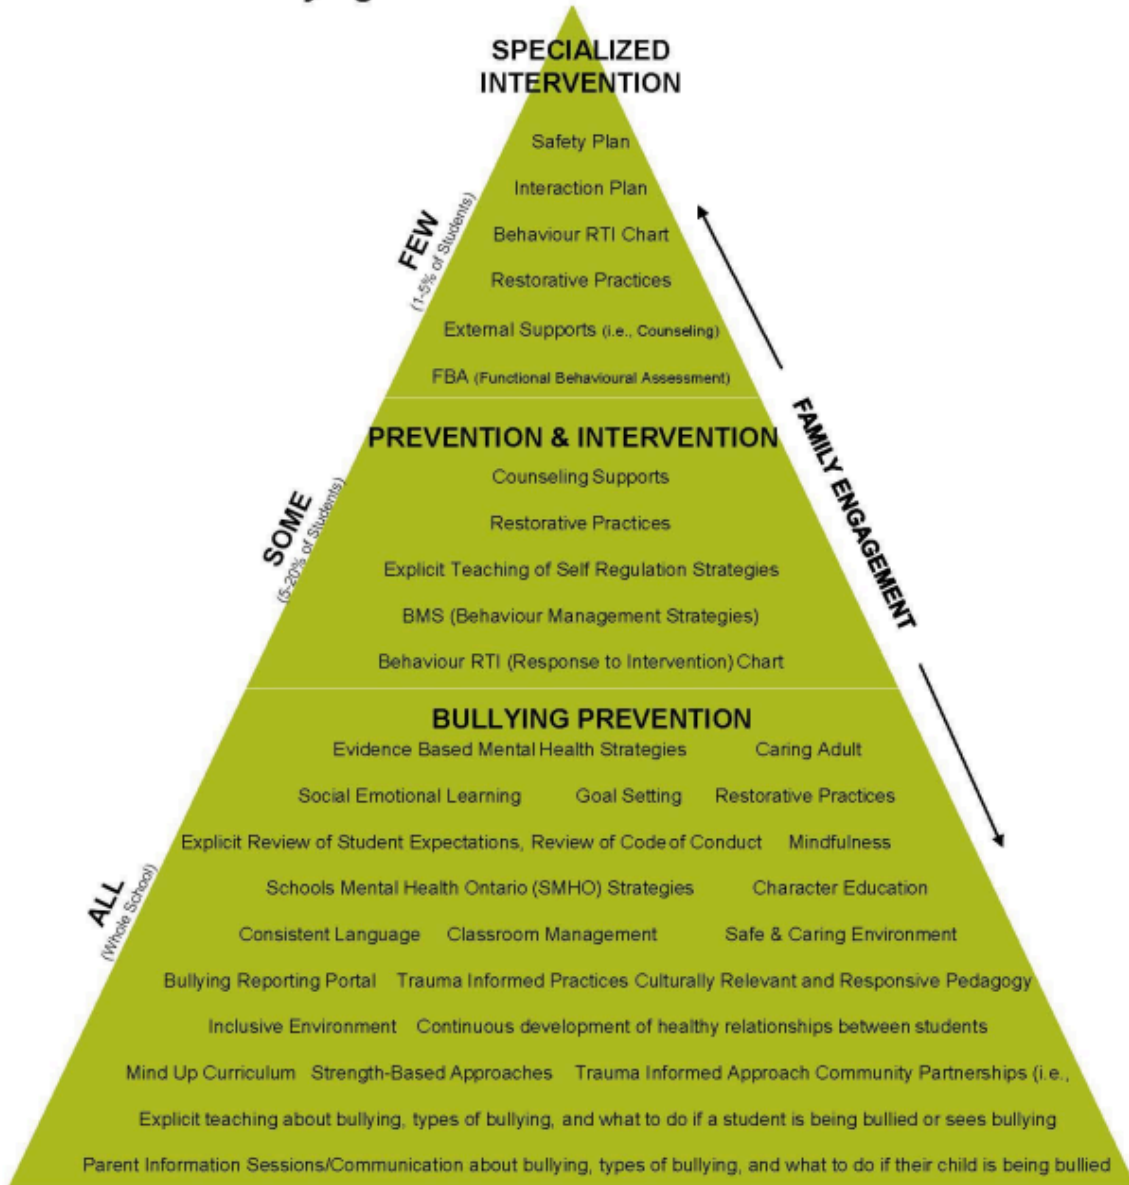 SPECIALIZED
INTERVENTION
Safety Plan
Interaction Plan
Behaviour RTI Chart
Restorative Practices
External Supports (i.e., Counseling)
FBA (Functional Behavioural Assessment)
FEW
(1-5% of Students)
PREVENTION & INTERVENTION
Counseling Supports
Restorative Practices
Explicit Teaching of Self Regulation Strategies
BMS (Behaviour Management Strategies)
Behaviour RTI (Response to Intervention) Chart
SOME
(5-20% of Students)
FAMILY ENGAGEMENT
BULLYING PREVENTION
Evidence Based Mental Health Strategies Caring Adult
Social Emotional Learning Goal Setting Restorative Practices
Explicit Review of Student Expectations, Review of Code of Conduct Mindfulness
Schools Mental Health Ontario (SMHO) Strategies Character Education
Consistent Language Classroom Management Safe & Caring Environment
Bullying Reporting Portal Trauma Informed Practices Culturally Relevant and Responsive Pedagogy
Inclusive Environment Continuous development of healthy relationships between students
Mind Up Curriculum Strength-Based Approaches Trauma Informed Approach Community Partnerships (i.e.,
Explicit teaching about bullying, types of bullying, and what to do if a student is being bullied or sees bullying
Parent Information Sessions/Communication about bullying, types of bullying, and what to do if their child is being bullied
ALL
(Whole School)